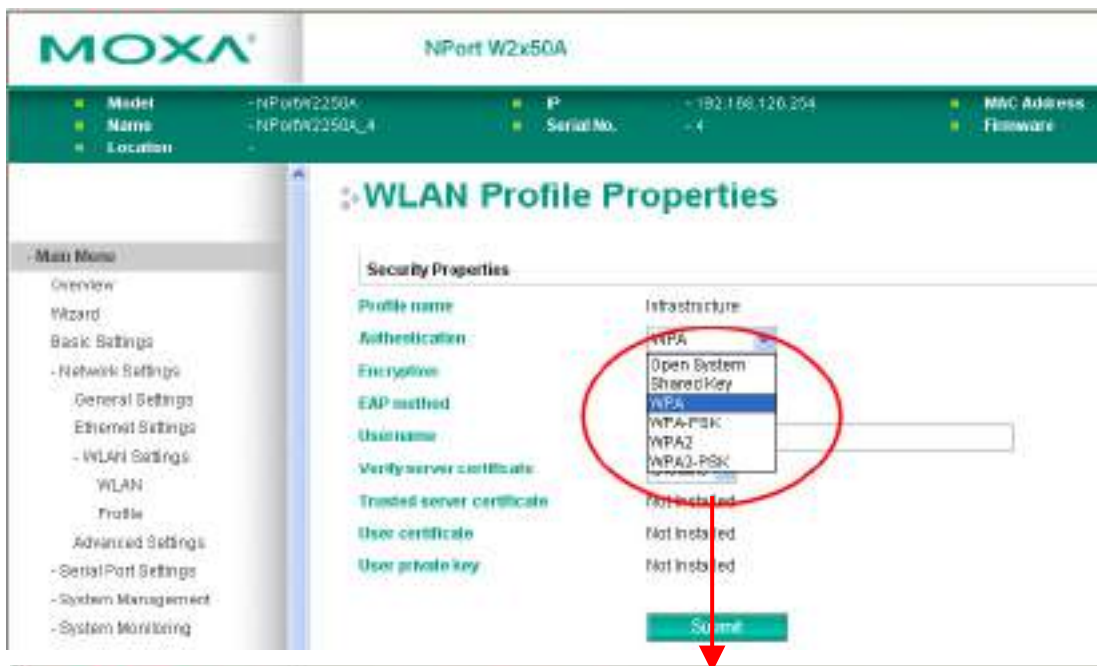 MOXA
NPort W2x50A
Model - NPortW2250A IP - 192.168.126.254 MAC Address
Name - NPortW2250A_4 Serial No. - 4 Firmware
Location -
WLAN Profile Properties
- Main Menu
Overview
Wizard
Basic Settings
- Network Settings
General Settings
Ethernet Settings
- WLAN Settings
WLAN
Profile
Advanced Settings
- Serial Port Settings
- System Management
- System Monitoring
Security Properties
Profile name Infrastructure
Authentication WPA
Open System
Shared Key
WPA
WPA-PSK
WPA2
WPA2-PSK
Encryption
EAP method
Username
Verify server certificate
Trusted server certificate Not Installed
User certificate Not Installed
User private key Not Installed
Submit